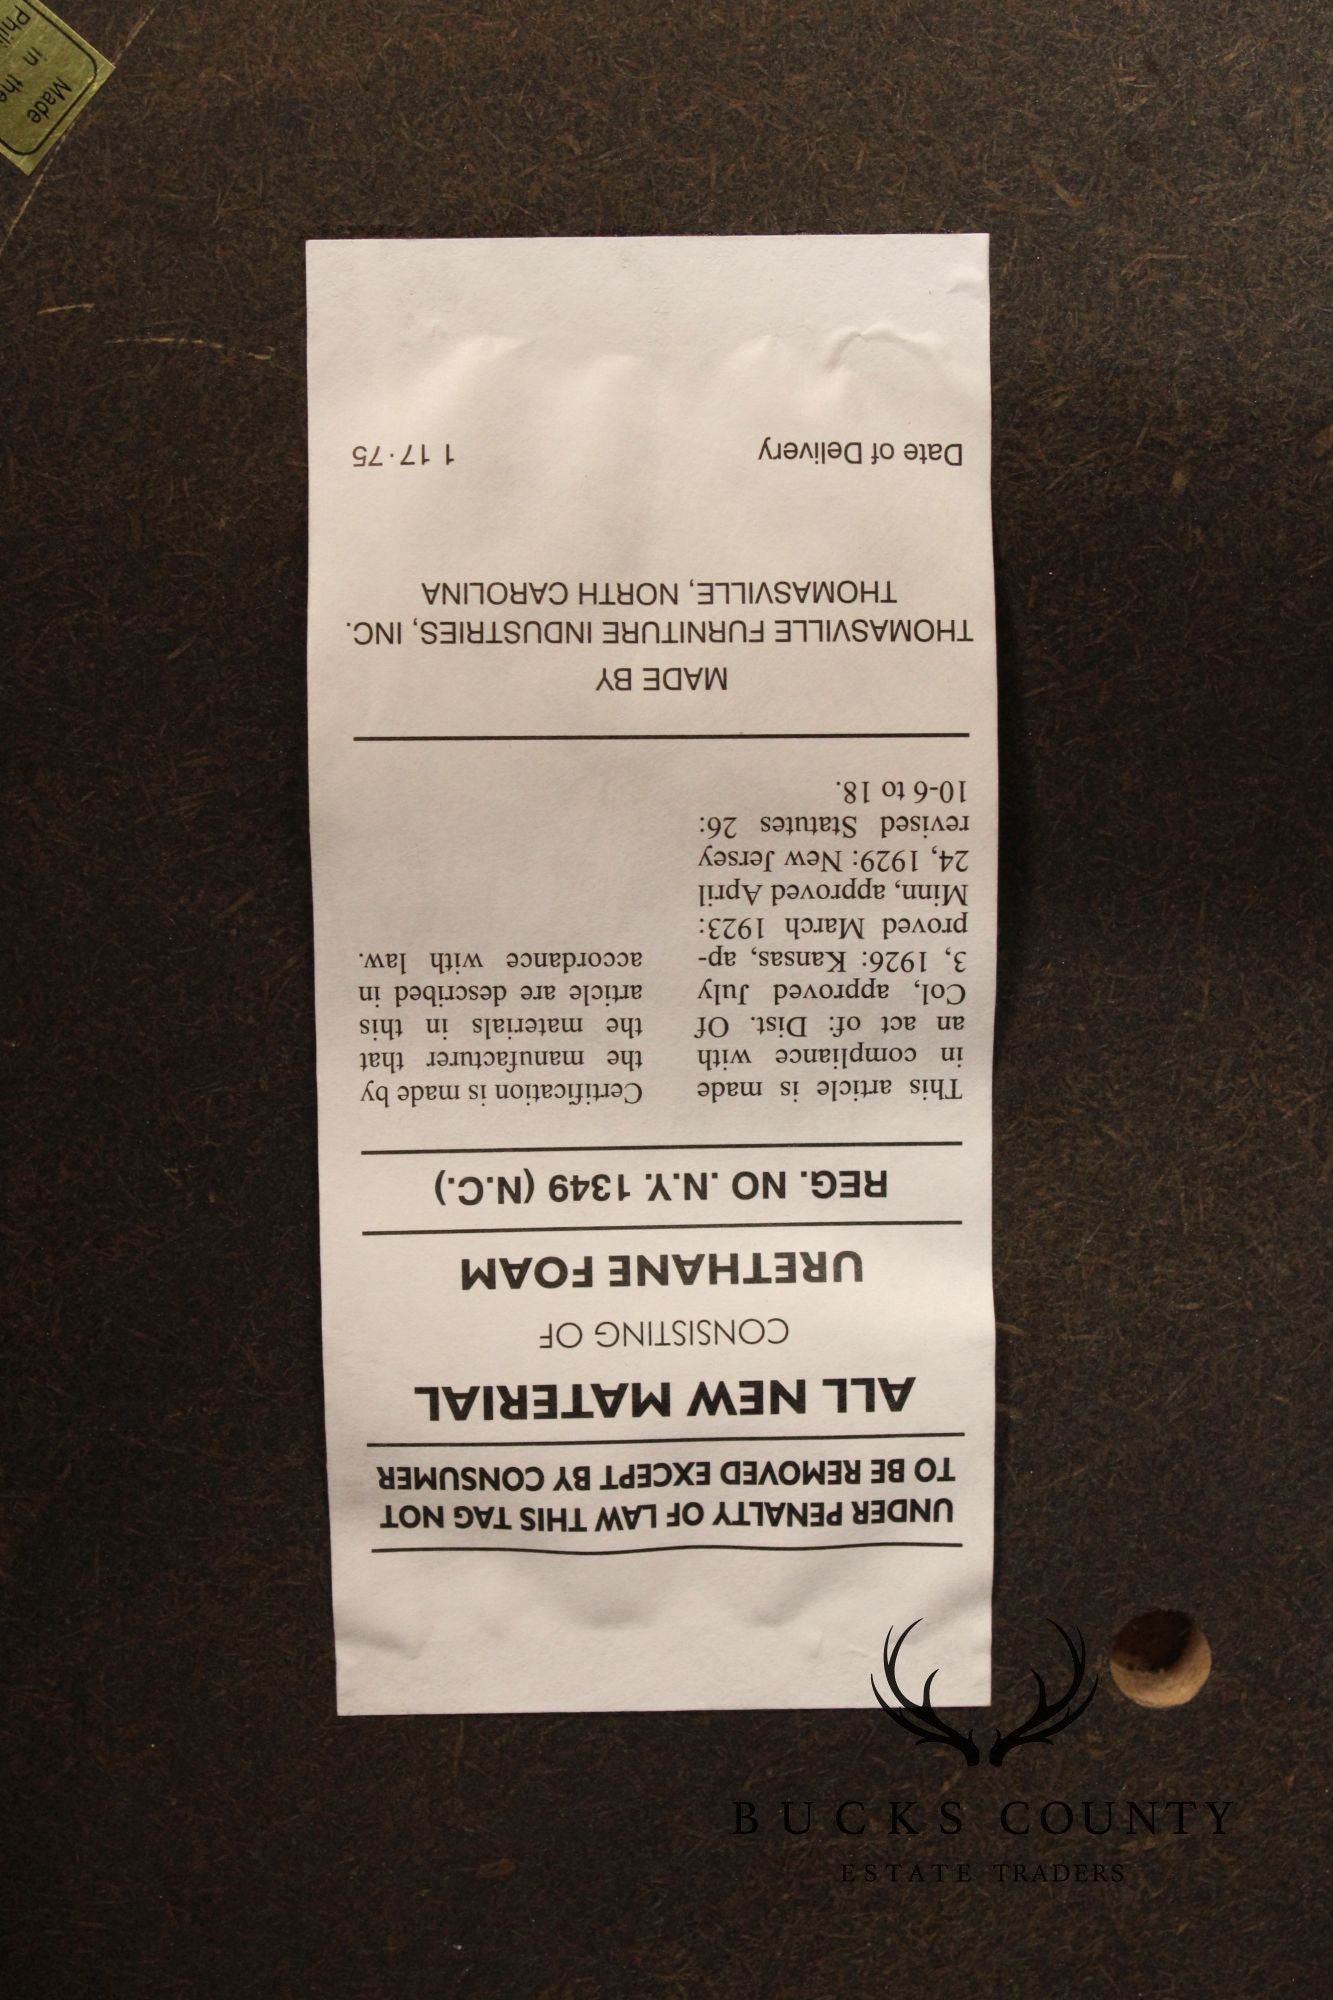 UNDER PENALTY OF LAW THIS TAG NOT
TO BE REMOVED EXCEPT BY CONSUMER
ALL NEW MATERIAL
CONSISTING OF
URETHANE FOAM
REG. NO .N.Y. 1349 (N.C.)
This article is made
in compliance with
an act of: Dist. Of
Col, approved July
3, 1926: Kansas, ap-
proved March 1923:
Minn, approved April
24, 1929: New Jersey
revised Statutes 26:
10-6 to 18.
Certification is made by
the manufacturer that
the materials in this
article are described in
accordance with law.
MADE BY
THOMASVILLE FURNITURE INDUSTRIES, INC.
THOMASVILLE, NORTH CAROLINA
Date of Delivery 1 17·75
Made
in the
BUCKS COUNTY
ESTATE TRADERS